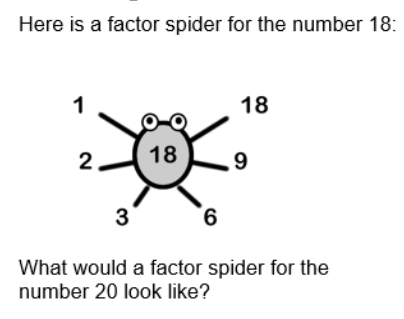 Here is a factor spider for the number 18:
1 18
2 18 9
3 6
What would a factor spider for the
number 20 look like?